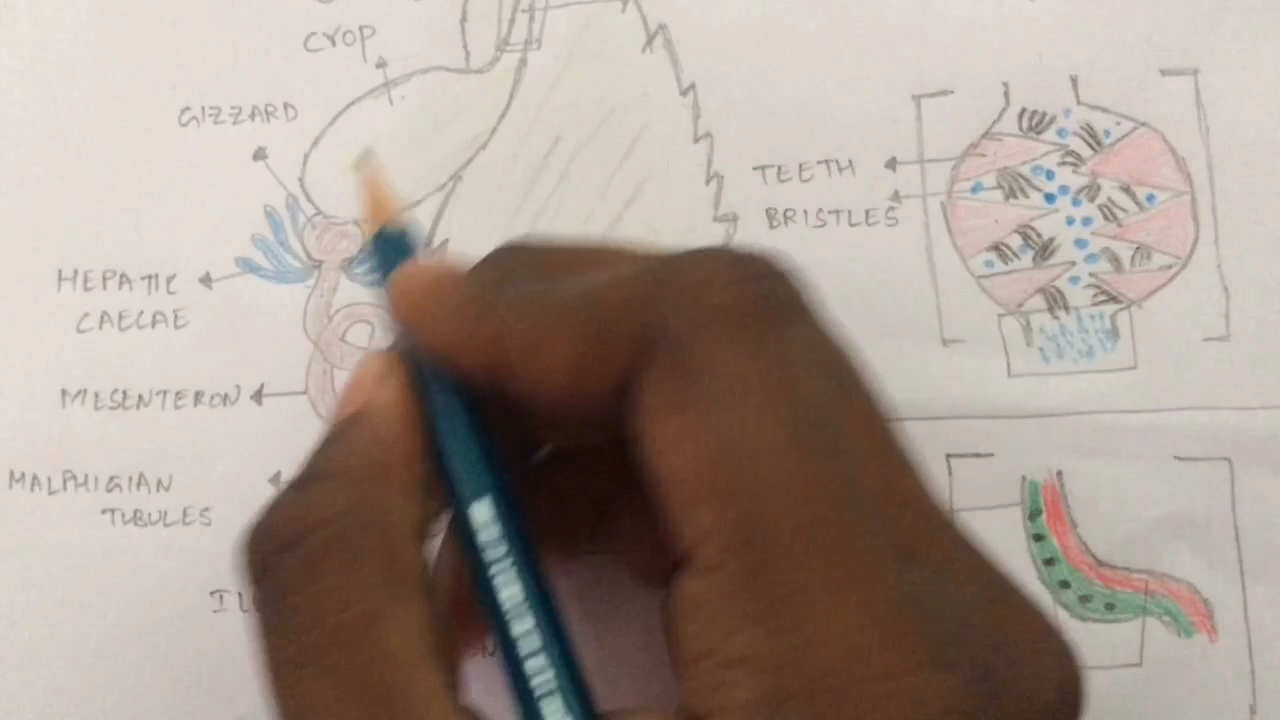 CROP
GIZZARD
TEETH
BRISTLES
HEPATIC
CAECAE
MESENTERON
MALPHIGIAN
TUBULES